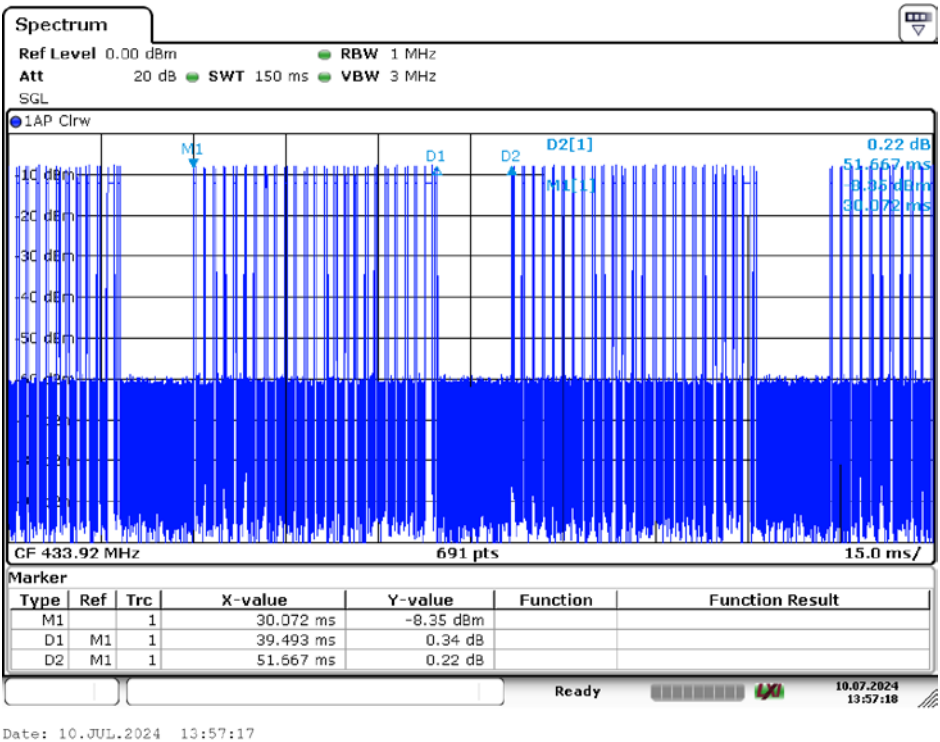 Spectrum
Ref Level 0.00 dBm RBW 1 MHz
Att 20 dB SWT 150 ms VBW 3 MHz
SGL
1AP Clrw
M1 D1 D2 D2[1] 0.22 dB
51.667 ms
-10 dBm M1[1] dBm
30.072 ms
-20 dBm
-30 dBm
-40 dBm
-50 dBm
CF 433.92 MHz 691 pts 15.0 ms/
Marker
Type Ref Trc X-value Y-value Function Function Result
M1 1 30.072 ms -8.35 dBm
D1 M1 1 39.493 ms 0.34 dB
D2 M1 1 51.667 ms 0.22 dB
Ready LXI 10.07.2024
13:57:18
Date: 10.JUL.2024 13:57:17